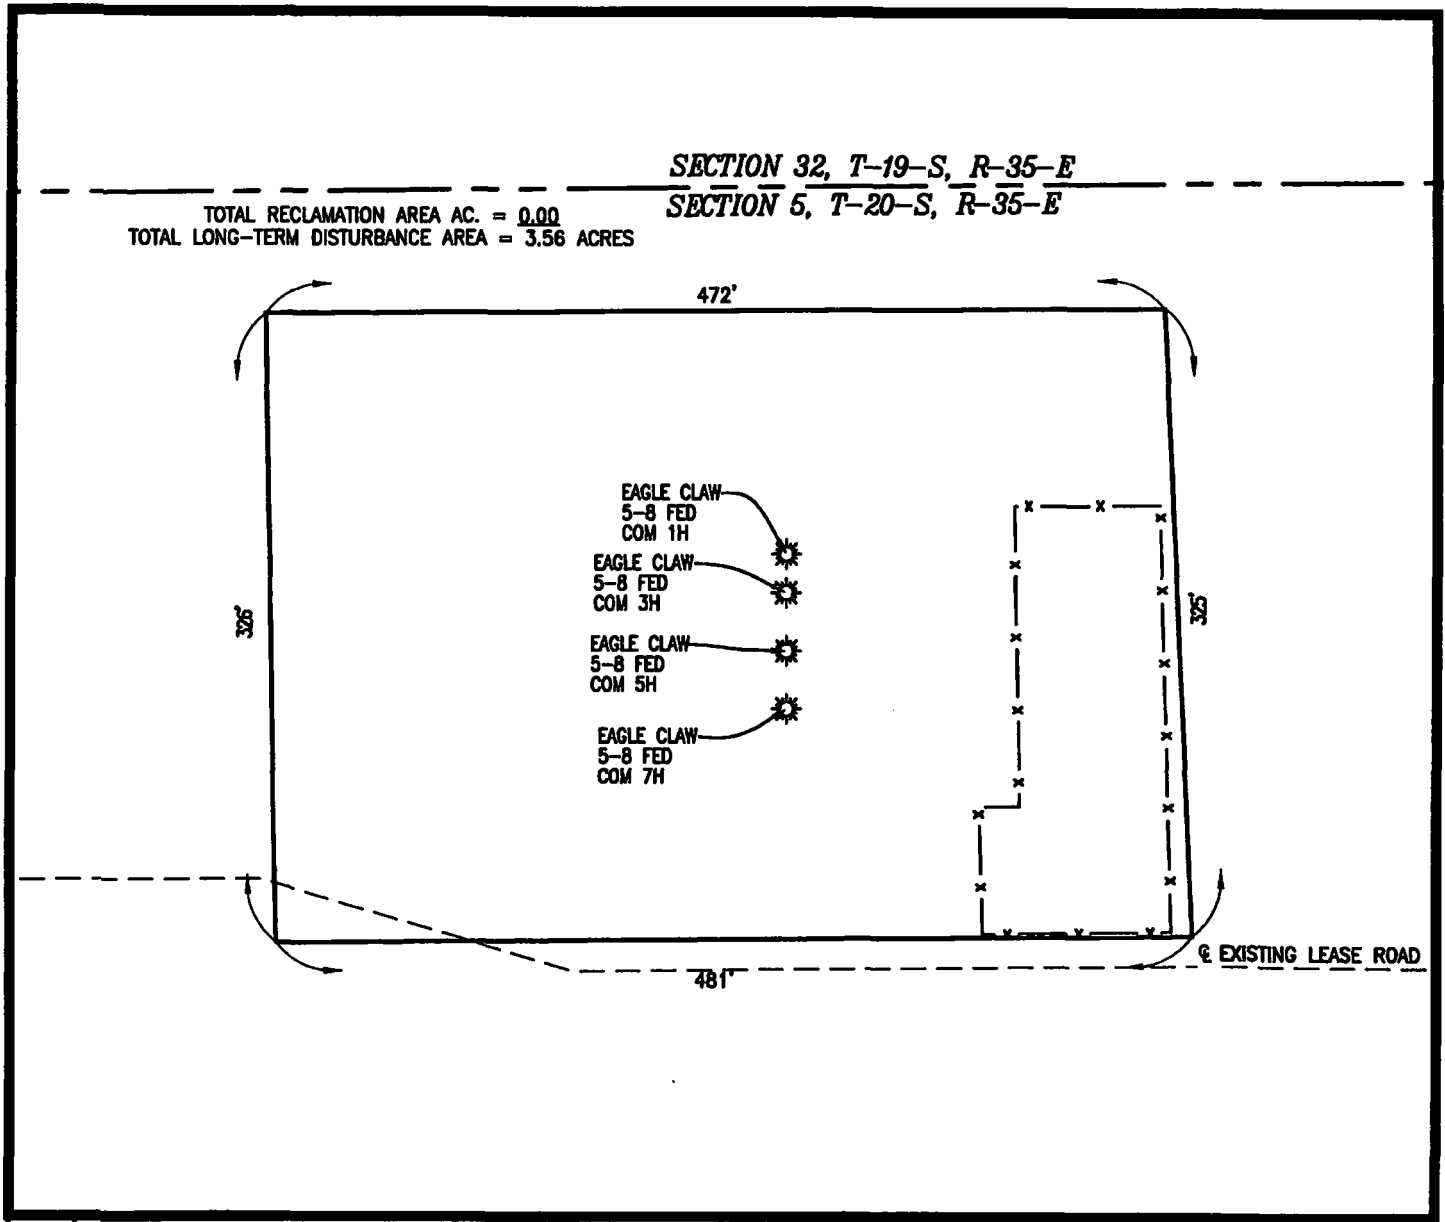 SECTION 32, T-19-S, R-35-E
SECTION 5, T-20-S, R-35-E
TOTAL RECLAMATION AREA AC. = 0.00
TOTAL LONG-TERM DISTURBANCE AREA = 3.56 ACRES
472'
EAGLE CLAW
5-8 FED
COM 1H
EAGLE CLAW
5-8 FED
COM 3H
326'
325'
EAGLE CLAW
5-8 FED
COM 5H
EAGLE CLAW
5-8 FED
COM 7H
℄ EXISTING LEASE ROAD
481'